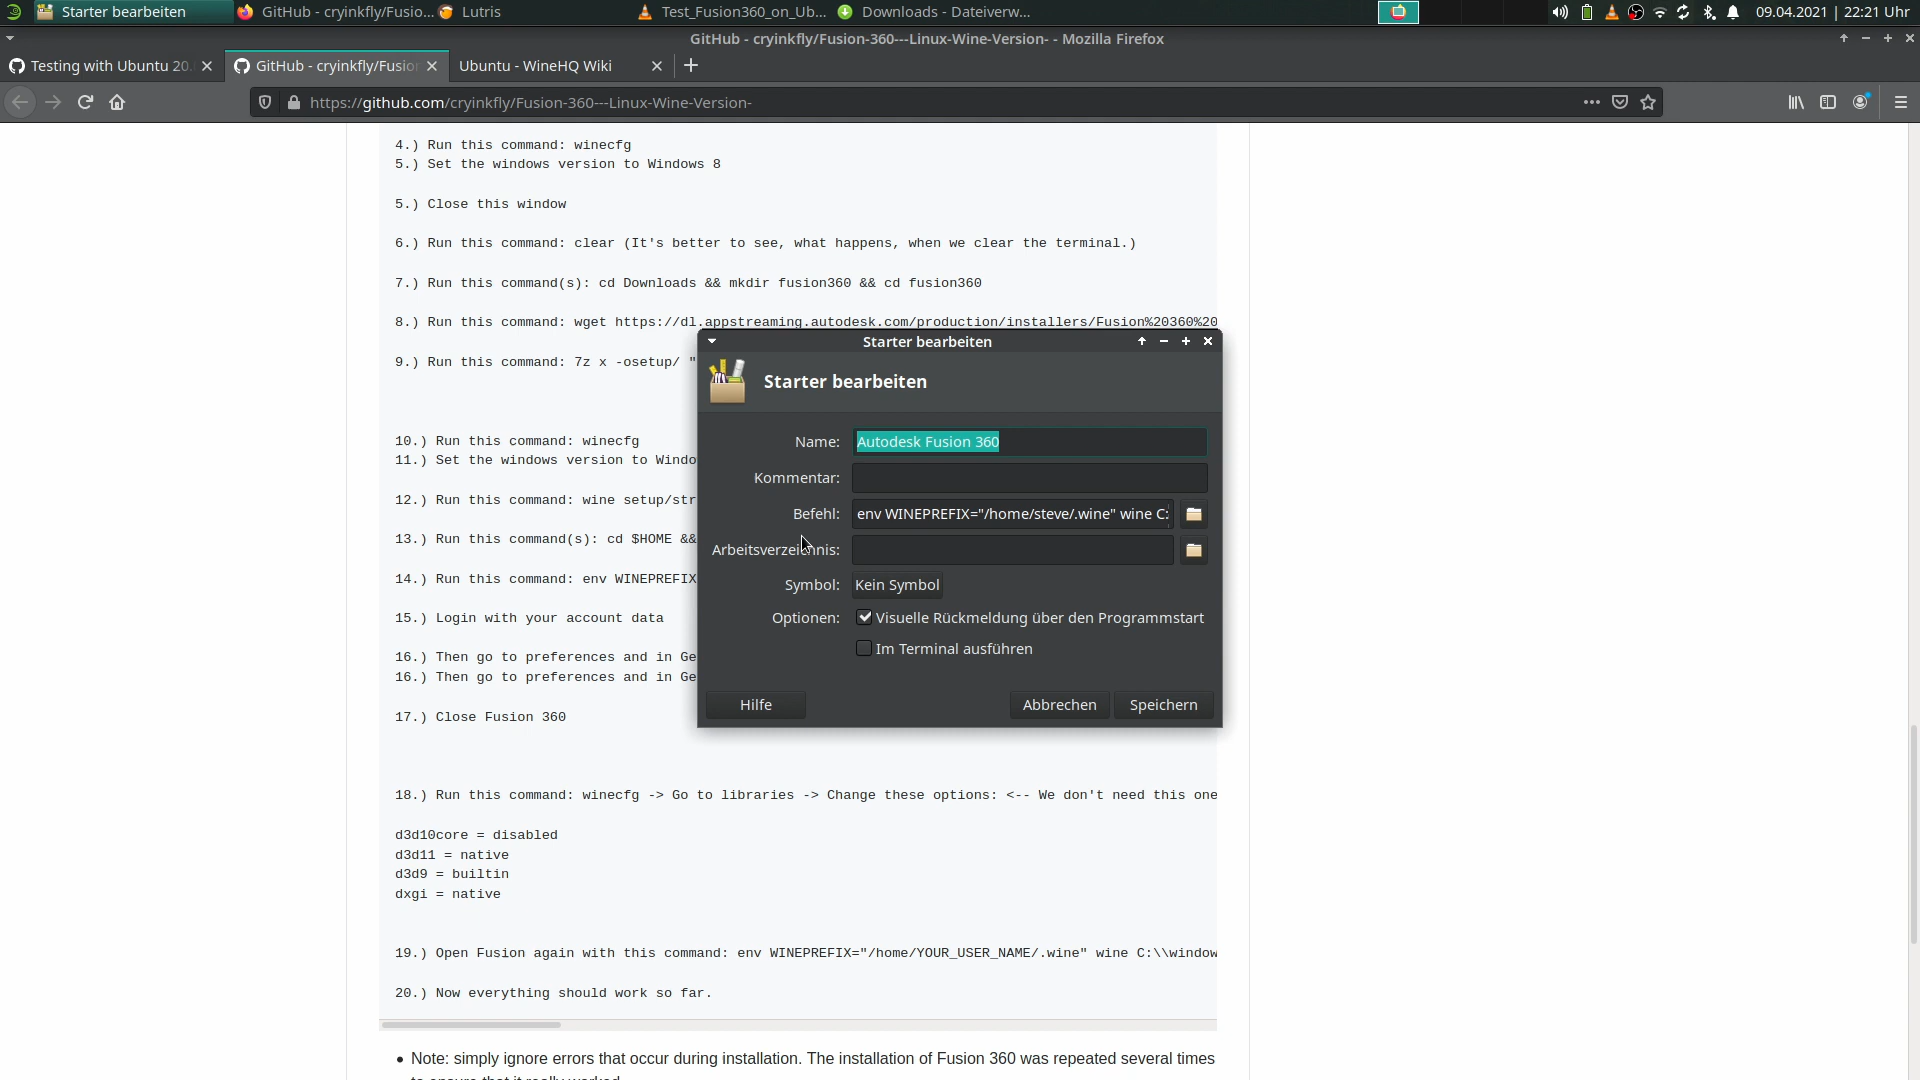 Starter bearbeiten
GitHub - cryinkfly/Fusio...
Lutris
Test_Fusion360_on_Ub...
Downloads - Dateiverw...
09.04.2021 | 22:21 Uhr
GitHub - cryinkfly/Fusion-360---Linux-Wine-Version- - Mozilla Firefox
Testing with Ubuntu 20.
GitHub - cryinkfly/Fusion
Ubuntu - WineHQ Wiki
https://github.com/cryinkfly/Fusion-360---Linux-Wine-Version-
4.) Run this command: winecfg
5.) Set the windows version to Windows 8
5.) Close this window
6.) Run this command: clear (It's better to see, what happens, when we clear the terminal.)
7.) Run this command(s): cd Downloads && mkdir fusion360 && cd fusion360
8.) Run this command: wget https://dl.appstreaming.autodesk.com/production/installers/Fusion%20360%20
9.) Run this command: 7z x -osetup/ "
10.) Run this command: winecfg
11.) Set the windows version to Windo
12.) Run this command: wine setup/str
13.) Run this command(s): cd $HOME &&
14.) Run this command: env WINEPREFIX
15.) Login with your account data
16.) Then go to preferences and in Ge
16.) Then go to preferences and in Ge
17.) Close Fusion 360
18.) Run this command: winecfg -> Go to libraries -> Change these options: <-- We don't need this one
d3d10core = disabled
d3d11 = native
d3d9 = builtin
dxgi = native
19.) Open Fusion again with this command: env WINEPREFIX="/home/YOUR_USER_NAME/.wine" wine C:\\window
20.) Now everything should work so far.
• Note: simply ignore errors that occur during installation. The installation of Fusion 360 was repeated several times
to ensure that it really worked.
Starter bearbeiten
Starter bearbeiten
Name: Autodesk Fusion 360
Kommentar:
Befehl: env WINEPREFIX="/home/steve/.wine" wine C:
Arbeitsverzeichnis:
Symbol: Kein Symbol
Optionen: Visuelle Rückmeldung über den Programmstart
Im Terminal ausführen
Hilfe
Abbrechen
Speichern